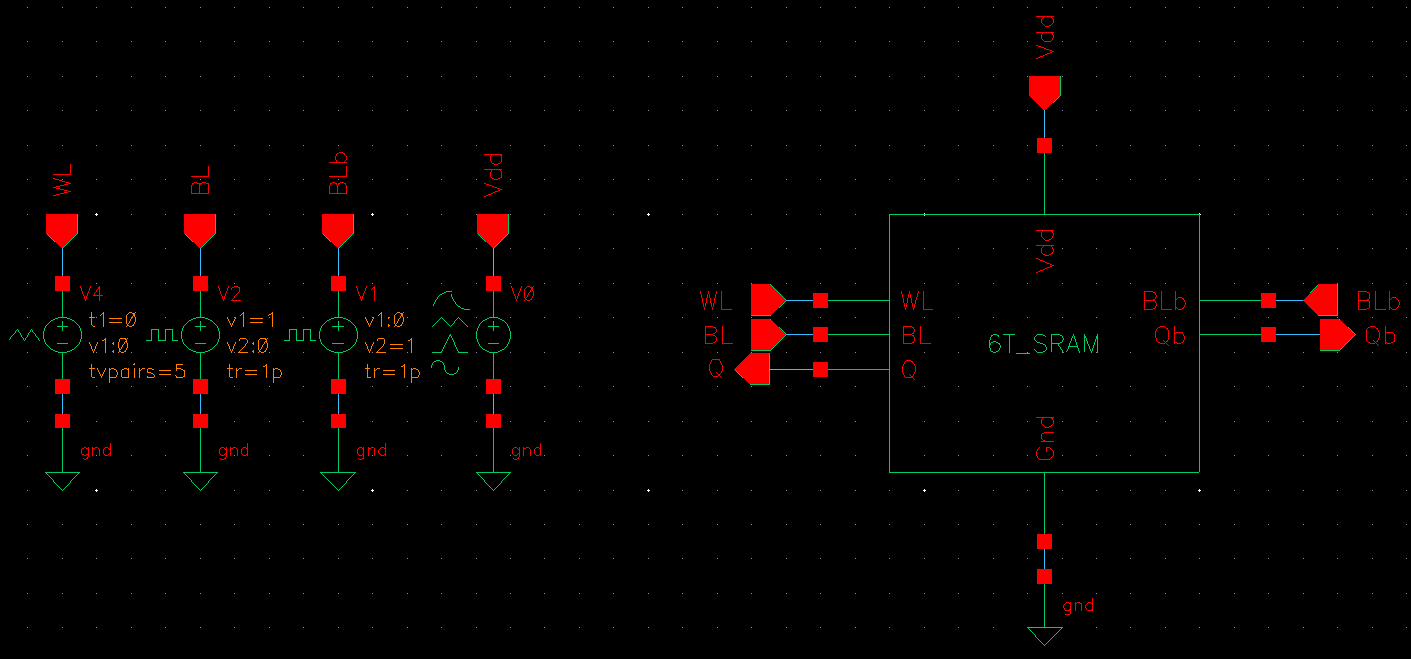 WL
BL
BLb
Vdd
V4
t1=0
v1:0
tvpairs=5
gnd
V2
v1=1
v2:0
tr=1p
gnd
V1
v1:0
v2=1
tr=1p
gnd
V0
gnd
Vdd
Vdd
WL
WL
BL
BL
Q
Q
6T_SRAM
BLb
BLb
Qb
Qb
Gnd
gnd